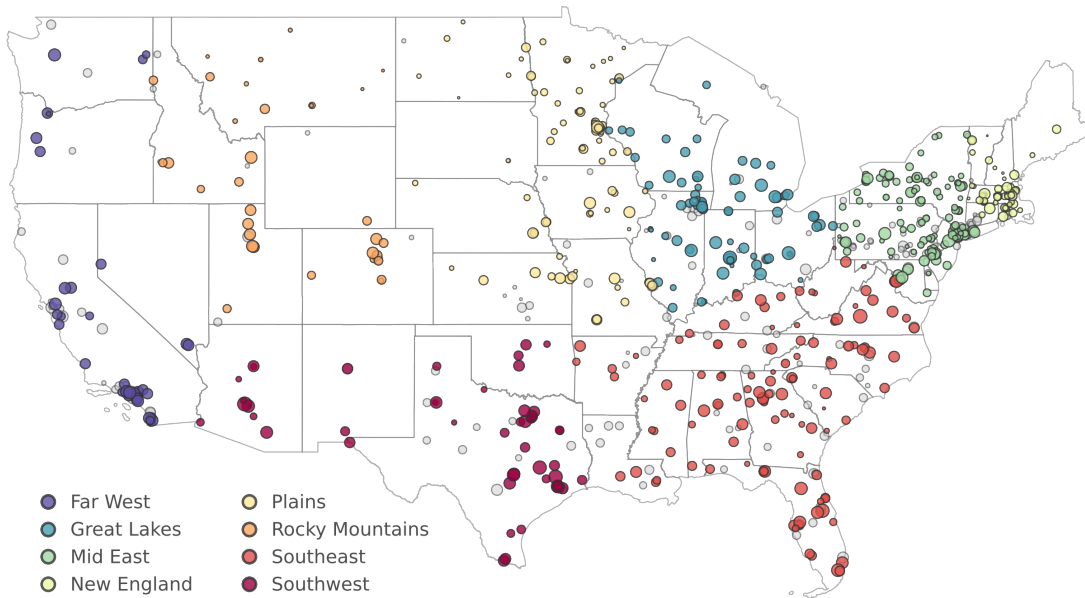 Far West
Great Lakes
Mid East
New England
Plains
Rocky Mountains
Southeast
Southwest